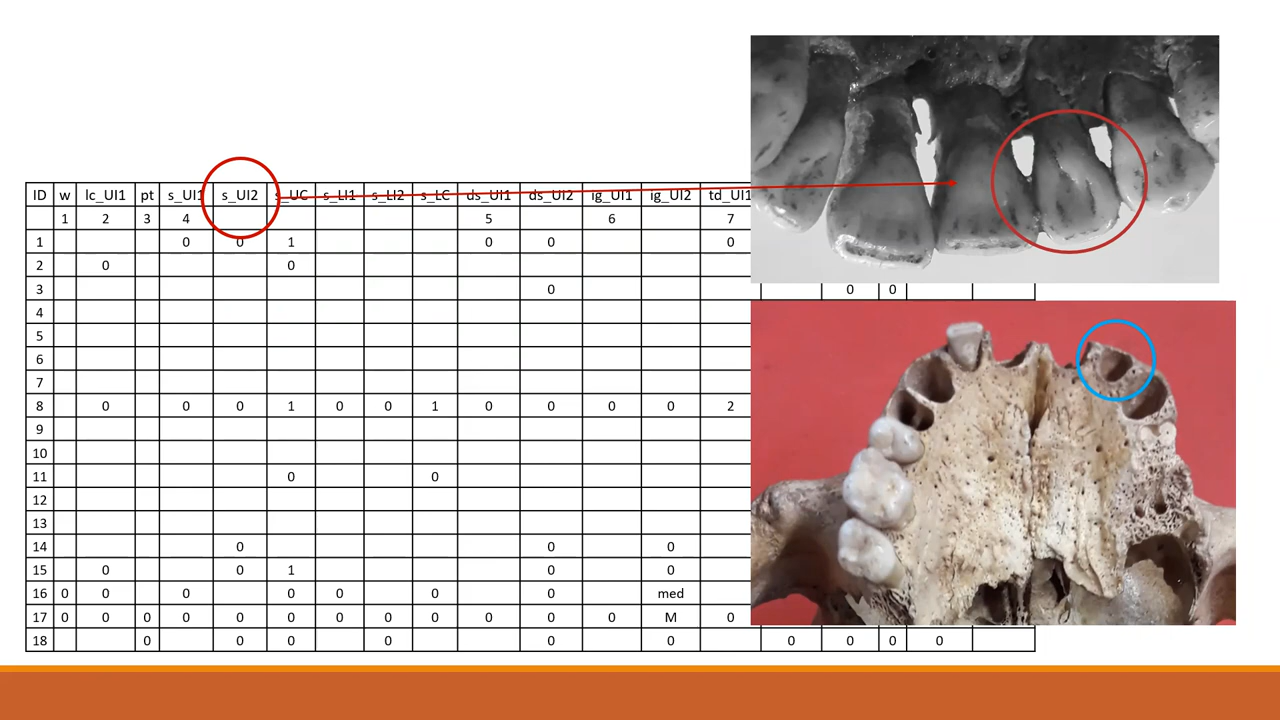 ID w lc_UI1 pt s_UI1 s_UI2 s_UC s_LI1 s_LI2 s_LC ds_UI1 ds_UI2 ig_UI1 ig_UI2 td_UI1
1 2 3 4 5 6 7
1 0 0 1 0 0 0
2 0 0
3 0 0 0
4
5
6
7
8 0 0 0 1 0 0 1 0 0 0 0 2
9
10
11 0 0
12
13
14 0 0 0
15 0 0 1 0 0
16 0 0 0 0 0 0 0 med
17 0 0 0 0 0 0 0 0 0 0 0 0 M 0
18 0 0 0 0 0 0 0 0 0 0